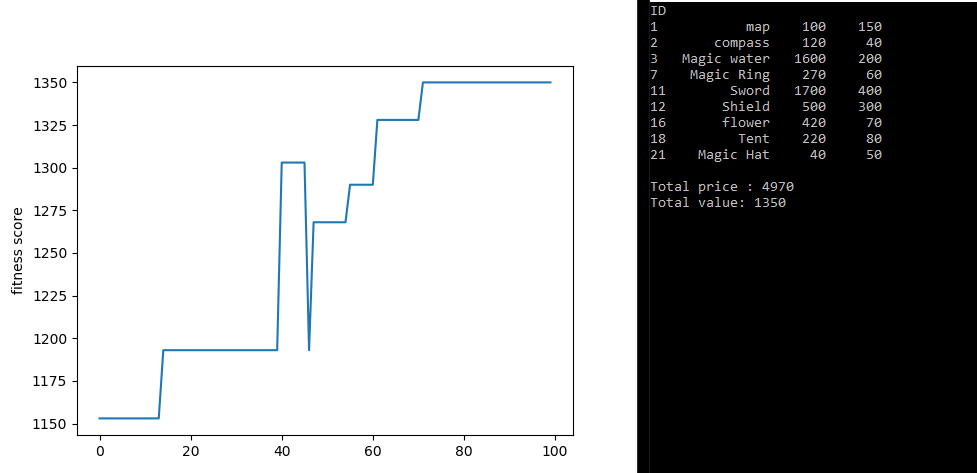 1350
1325
1300
1275
1250
1225
1200
1175
1150
fitness score
0 20 40 60 80 100
ID
1 map 100 150
2 compass 120 40
3 Magic water 1600 200
7 Magic Ring 270 60
11 Sword 1700 400
12 Shield 500 300
16 flower 420 70
18 Tent 220 80
21 Magic Hat 40 50
Total price : 4970
Total value: 1350